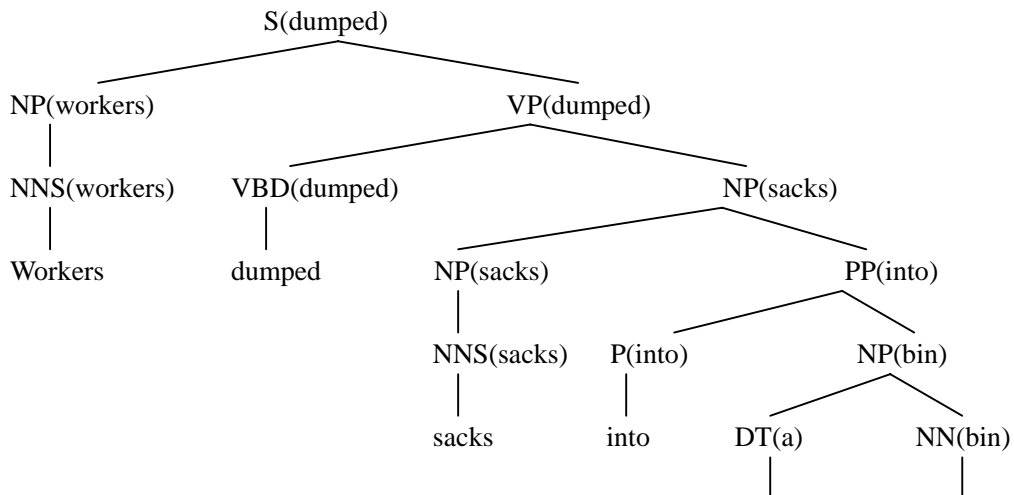 S(dumped)
NP(workers) VP(dumped)
NNS(workers) VBD(dumped) NP(sacks)
Workers dumped NP(sacks) PP(into)
NNS(sacks) P(into) NP(bin)
sacks into DT(a) NN(bin)